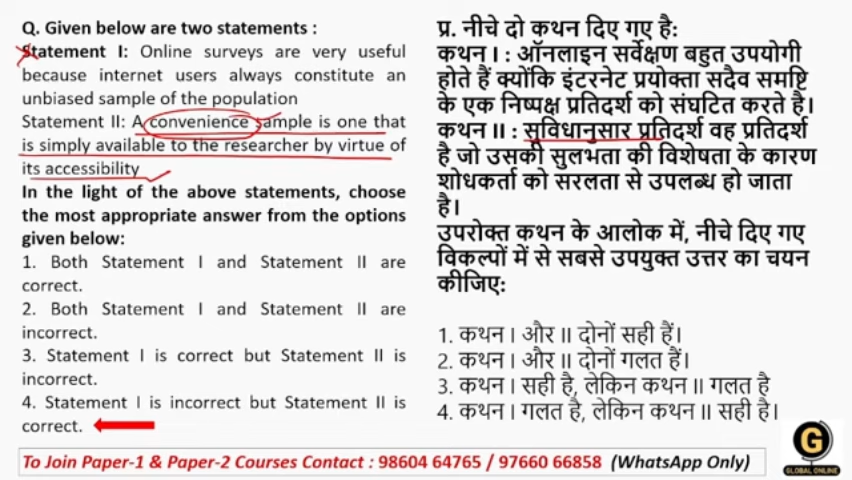 Q. Given below are two statements :
Statement I: Online surveys are very useful
because internet users always constitute an
unbiased sample of the population
Statement II: A convenience sample is one that
is simply available to the researcher by virtue of
its accessibility
In the light of the above statements, choose
the most appropriate answer from the options
given below:
1. Both Statement I and Statement II are
correct.
2. Both Statement I and Statement II are
incorrect.
3. Statement I is correct but Statement II is
incorrect.
4. Statement I is incorrect but Statement II is
correct.
प्र. नीचे दो कथन दिए गए है:
कथन I : ऑनलाइन सर्वेक्षण बहुत उपयोगी
होते हैं क्योंकि इंटरनेट प्रयोक्ता सदैव समष्टि
के एक निष्पक्ष प्रतिदर्श को संघटित करते है।
कथन II : सुविधानुसार प्रतिदर्श वह प्रतिदर्श
है जो उसकी सुलभता की विशेषता के कारण
शोधकर्ता को सरलता से उपलब्ध हो जाता
है।
उपरोक्त कथन के आलोक में, नीचे दिए गए
विकल्पों में से सबसे उपयुक्त उत्तर का चयन
कीजिए:
1. कथन I और II दोनों सही हैं।
2. कथन I और II दोनों गलत हैं।
3. कथन I सही है, लेकिन कथन II गलत है
4. कथन I गलत है, लेकिन कथन II सही है।
To Join Paper-1 & Paper-2 Courses Contact : 98604 64765 / 97660 66858 (WhatsApp Only)
G
GLOBAL ONLINE